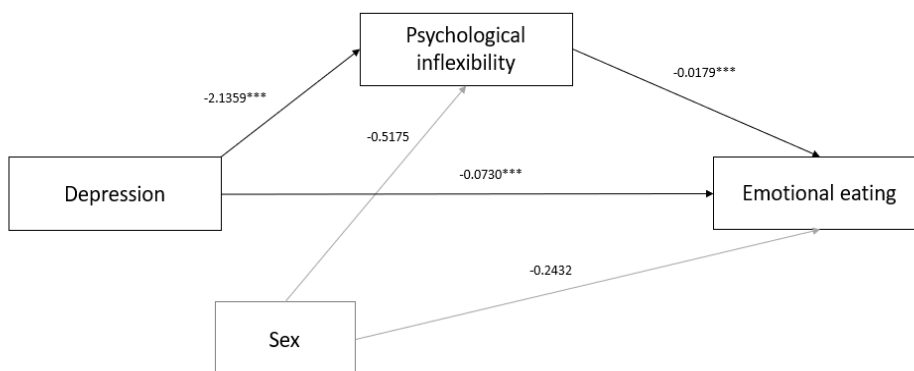 Psychological
inflexibility
-2.1359***
-0.0179***
-0.5175
Depression
-0.0730***
Emotional eating
-0.2432
Sex